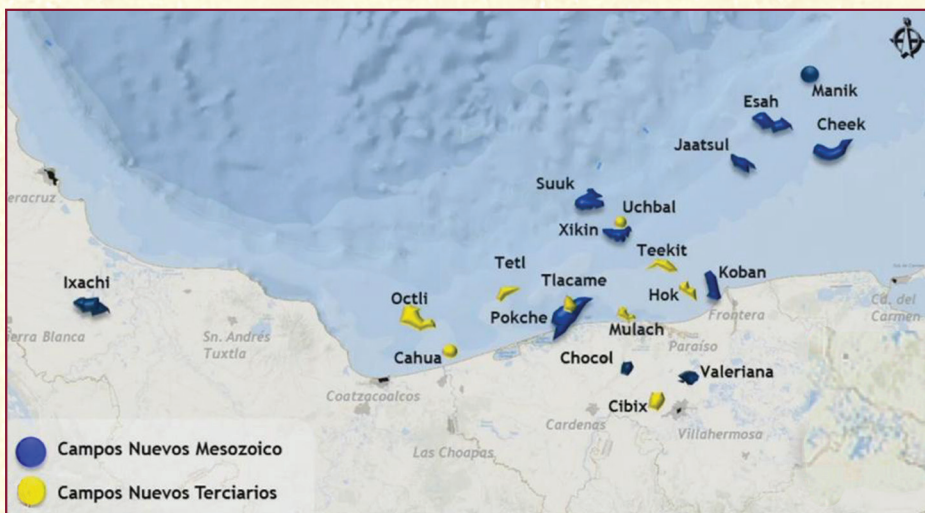 Manik
Esah
Cheek
Jaatsul
Suuk
Uchbal
Xikin
Teekit
Ixachi
Tetl
Koban
Tlacame
Octli
Hok
Pokche
Frontera
Cd. del
Carmen
Mulach
Sn. Andrés
Tuxtla
Paraíso
Cahua
Chocol
Valeriana
Coatzacoalcos
Cibix
Cardenas
Villahermosa
Las Choapas
Campos Nuevos Mesozoico
Campos Nuevos Terciarios